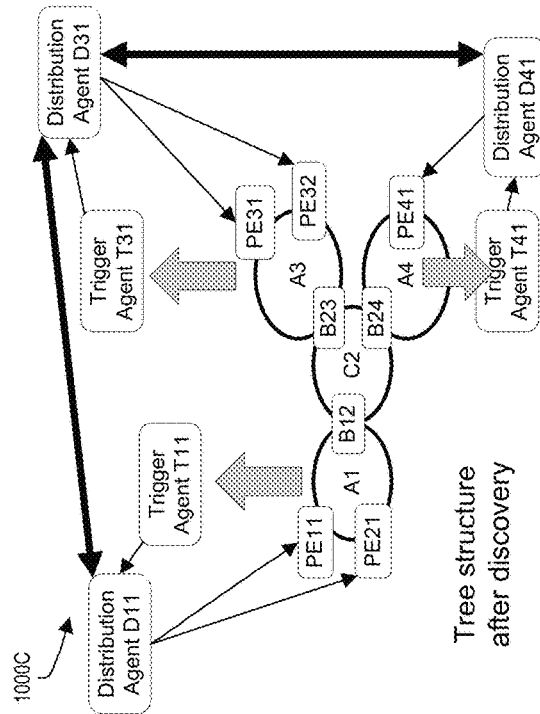 1000C
Distribution
Agent D11
Trigger
Agent T11
Trigger
Agent T31
Distribution
Agent D31
PE11
PE21
A1
B12
C2
B23
B24
A3
A4
PE31
PE32
PE41
Trigger
Agent T41
Distribution
Agent D41
Tree structure
after discovery